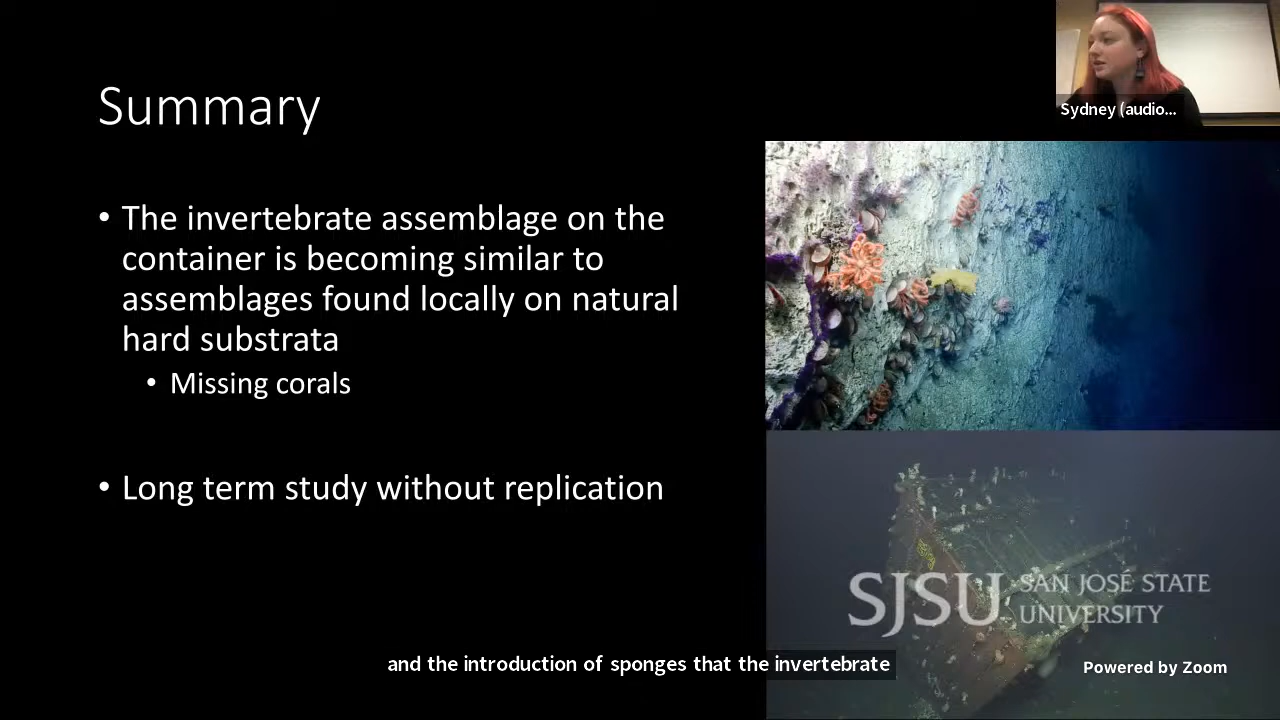 Summary
Sydney (audio...
• The invertebrate assemblage on the
container is becoming similar to
assemblages found locally on natural
hard substrata
• Missing corals
• Long term study without replication
SJSU SAN JOSÉ STATE
UNIVERSITY
and the introduction of sponges that the invertebrate
Powered by Zoom